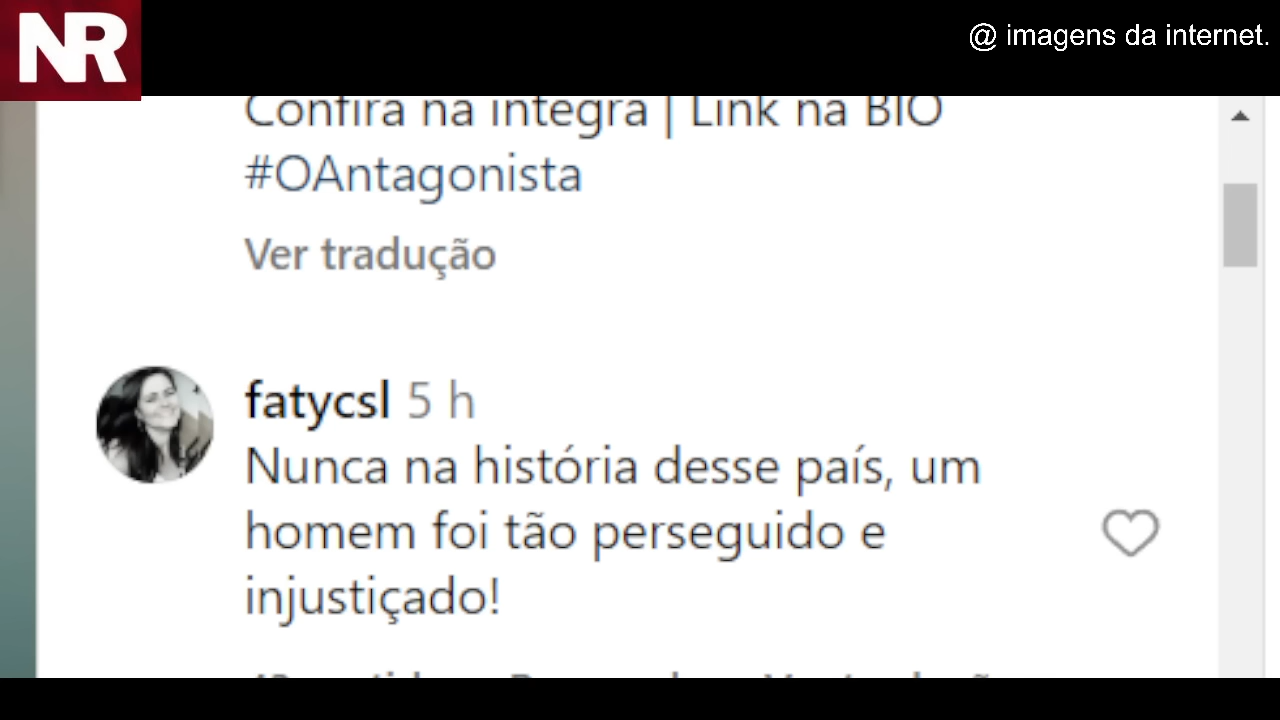 NR
@ imagens da internet.
Confira na íntegra | Link na BIO
#OAntagonista
Ver tradução
fatycsl 5 h
Nunca na história desse país, um
homem foi tão perseguido e
injustiçado!